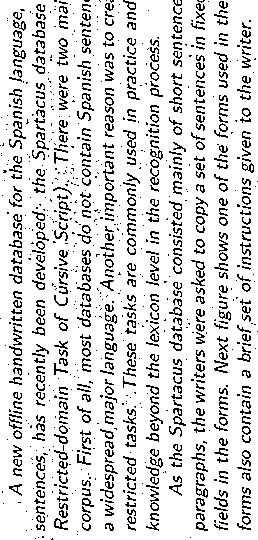 A new offline handwritten database for the Spanish language,
sentences, has recently been developed: the Spartacus database
Restricted-domain Task of Cursive Script). There were two mai
corpus. First of all, most databases do not contain Spanish senten
a widespread major language. Another important reason was to crea
restricted tasks. These tasks are commonly used in practice and
knowledge beyond the lexicon level in the recognition process.
As the Spartacus database consisted mainly of short sentence
paragraphs, the writers were asked to copy a set of sentences in fixed
fields in the forms. Next figure shows one of the forms used in the
forms also contain a brief set of instructions given to the writer.